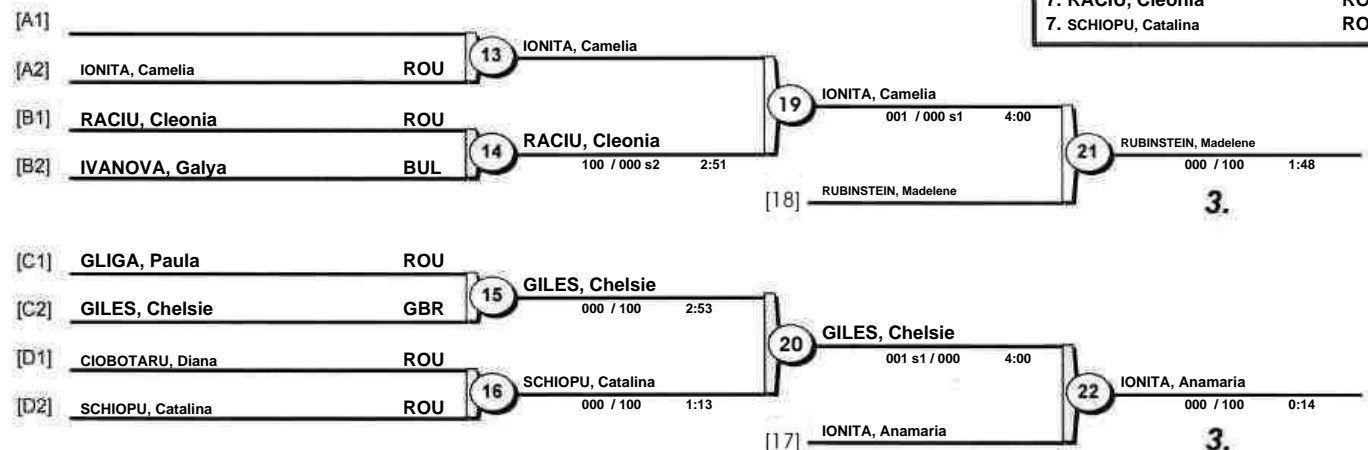 7. RACIU, Cleonia RO
7. SCHIOPU, Catalina RO
[A1]
[A2] IONITA, Camelia ROU
13 IONITA, Camelia
[B1] RACIU, Cleonia ROU
[B2] IVANOVA, Galya BUL
14 RACIU, Cleonia
100 / 000 s2 2:51
19 IONITA, Camelia
001 / 000 s1 4:00
[18] RUBINSTEIN, Madelene
21 RUBINSTEIN, Madelene
000 / 100 1:48
3.
[C1] GLIGA, Paula ROU
[C2] GILES, Chelsie GBR
15 GILES, Chelsie
000 / 100 2:53
[D1] CIOBOTARU, Diana ROU
[D2] SCHIOPU, Catalina ROU
16 SCHIOPU, Catalina
000 / 100 1:13
20 GILES, Chelsie
001 s1 / 000 4:00
[17] IONITA, Anamaria
22 IONITA, Anamaria
000 / 100 0:14
3.